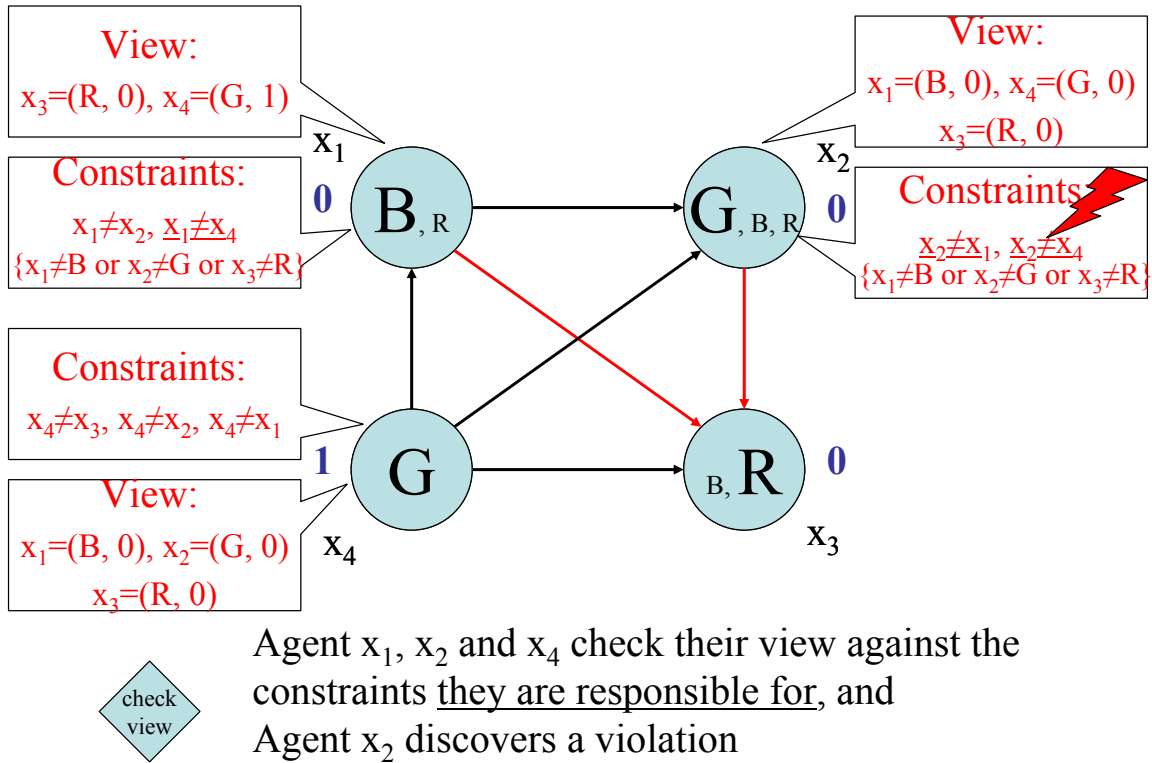 View:
x₃=(R, 0), x₄=(G, 1)
View:
x₁=(B, 0), x₄=(G, 0)
x₃=(R, 0)
x₁
x₂
Constraints:
x₁≠x₂, x₁≠x₄
{x₁≠B or x₂≠G or x₃≠R}
0
B, R
G, B, R
0
Constraints:
x₂≠x₁, x₂≠x₄
{x₁≠B or x₂≠G or x₃≠R}
Constraints:
x₄≠x₃, x₄≠x₂, x₄≠x₁
1
G
B, R
0
View:
x₁=(B, 0), x₂=(G, 0)
x₃=(R, 0)
x₄
x₃
check
view
Agent x₁, x₂ and x₄ check their view against the
constraints they are responsible for, and
Agent x₂ discovers a violation